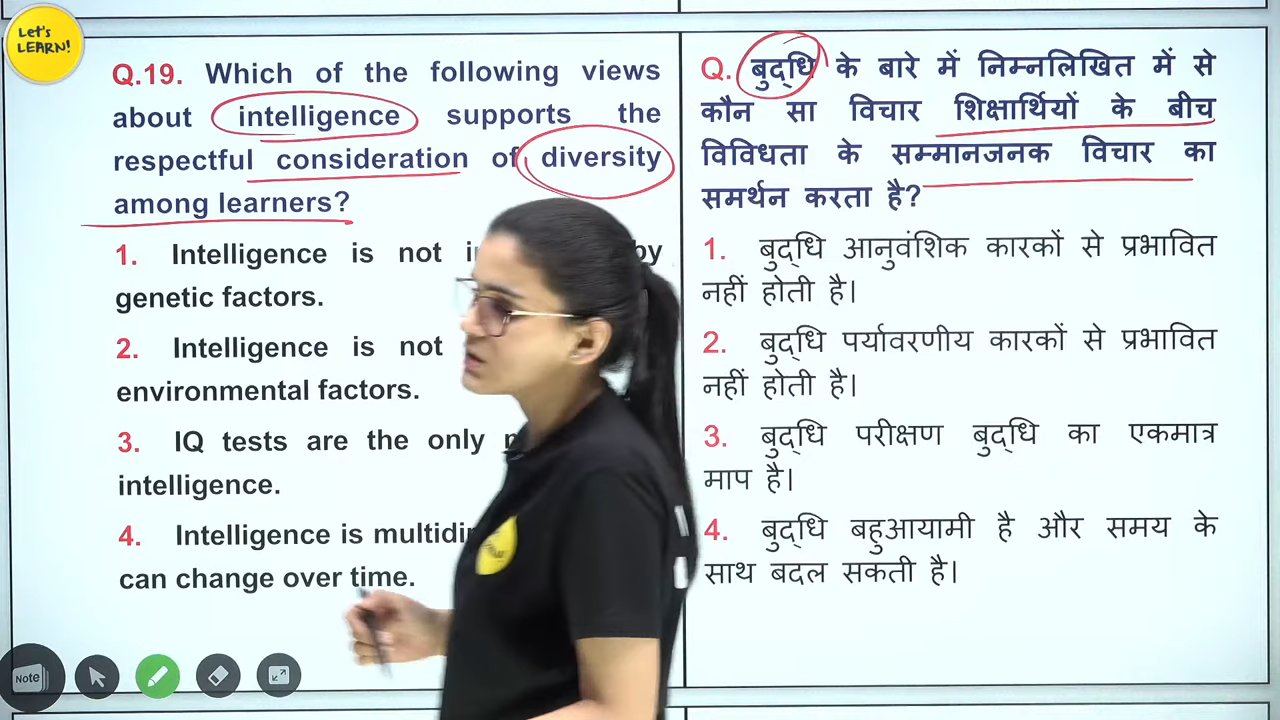 Let's
LEARN!
Q.19. Which of the following views
about intelligence supports the
respectful consideration of diversity
among learners?
1. Intelligence is not by
genetic factors.
2. Intelligence is not
environmental factors.
3. IQ tests are the only
intelligence.
4. Intelligence is
can change over time.
Q. बुद्धि के बारे में निम्नलिखित में से
कौन सा विचार शिक्षार्थियों के बीच
विविधता के सम्मानजनक विचार का
समर्थन करता है?
1. बुद्धि आनुवंशिक कारकों से प्रभावित
नहीं होती है।
2. बुद्धि पर्यावरणीय कारकों से प्रभावित
नहीं होती है।
3. बुद्धि परीक्षण बुद्धि का एकमात्र
माप है।
4. बुद्धि बहुआयामी है और समय के
साथ बदल सकती है।
Note